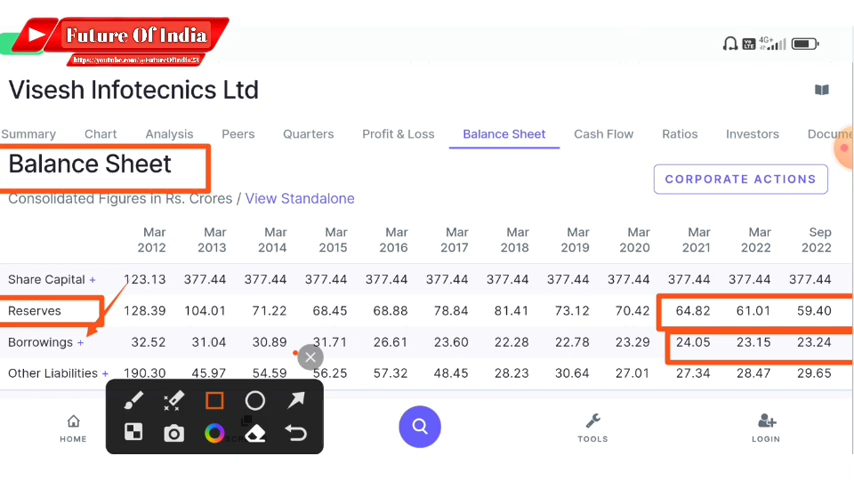 Future Of India
https://youtube.com/@FutureOfIndia23
4G+
Visesh Infotecnics Ltd
Summary Chart Analysis Peers Quarters Profit & Loss Balance Sheet Cash Flow Ratios Investors Docume
Balance Sheet
CORPORATE ACTIONS
Consolidated Figures in Rs. Crores / View Standalone
Mar Mar Mar Mar Mar Mar Mar Mar Mar Mar Mar Sep
2012 2013 2014 2015 2016 2017 2018 2019 2020 2021 2022 2022
Share Capital + 123.13 377.44 377.44 377.44 377.44 377.44 377.44 377.44 377.44 377.44 377.44 377.44
Reserves 128.39 104.01 71.22 68.45 68.88 78.84 81.41 73.12 70.42 64.82 61.01 59.40
Borrowings + 32.52 31.04 30.89 31.71 26.61 23.60 22.28 22.78 23.29 24.05 23.15 23.24
Other Liabilities + 190.30 45.97 54.59 56.25 57.32 48.45 28.23 30.64 27.01 27.34 28.47 29.65
HOME TOOLS LOGIN